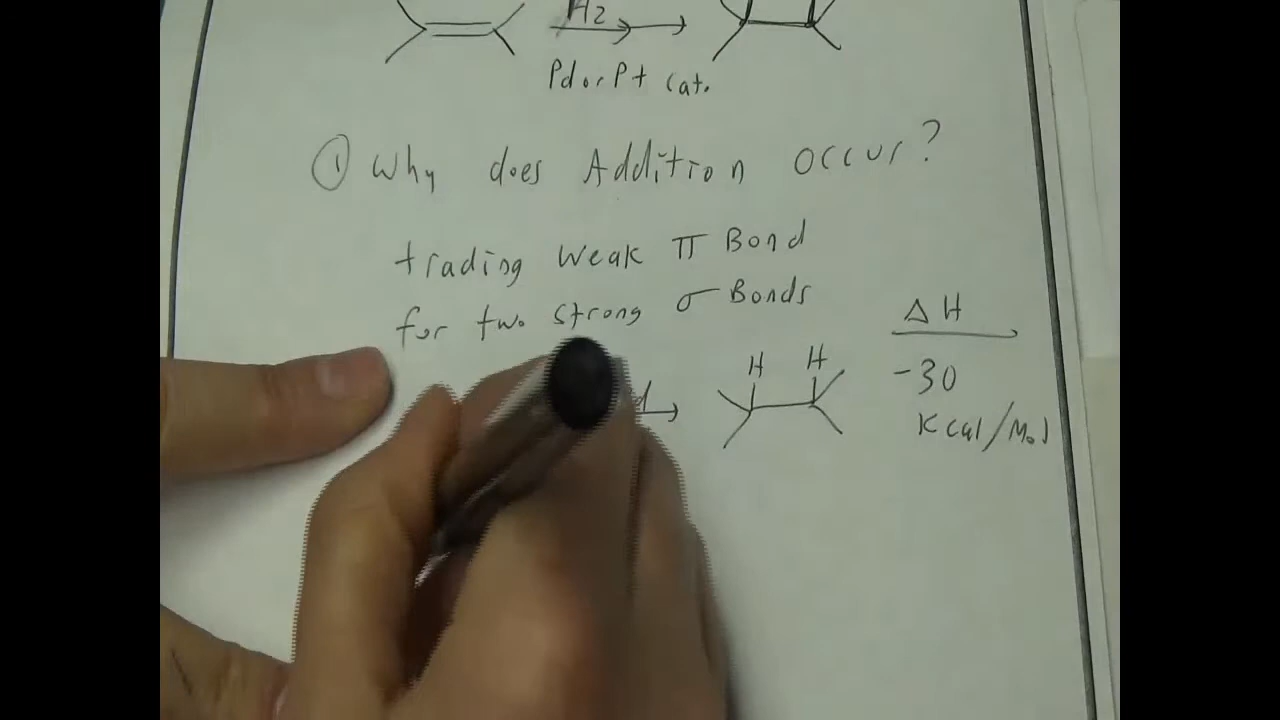 H2
Pd or Pt Cat.
① Why does Addition occur?
trading weak π Bond
for two strong σ Bonds
ΔH
H H
-30
Kcal/Mol